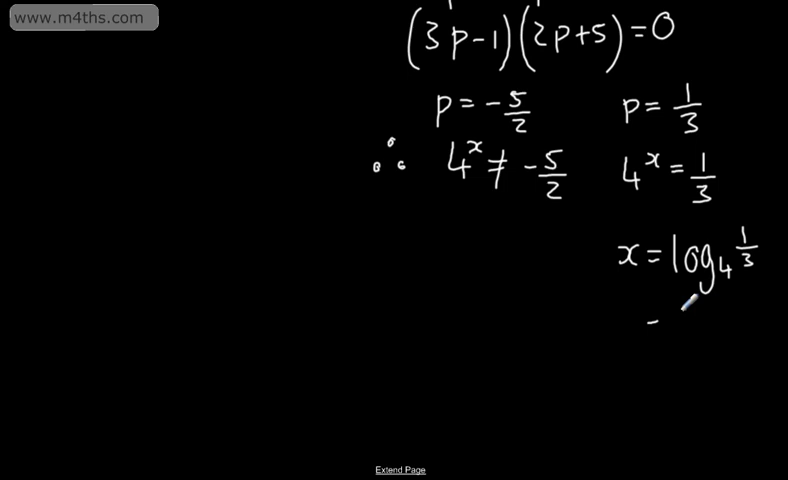 www.m4ths.com
(3p-1)(2p+5)=0
p = -5/2 p = 1/3
∴ 4^x ≠ -5/2 4^x = 1/3
x = log_4 1/3
-
Extend Page